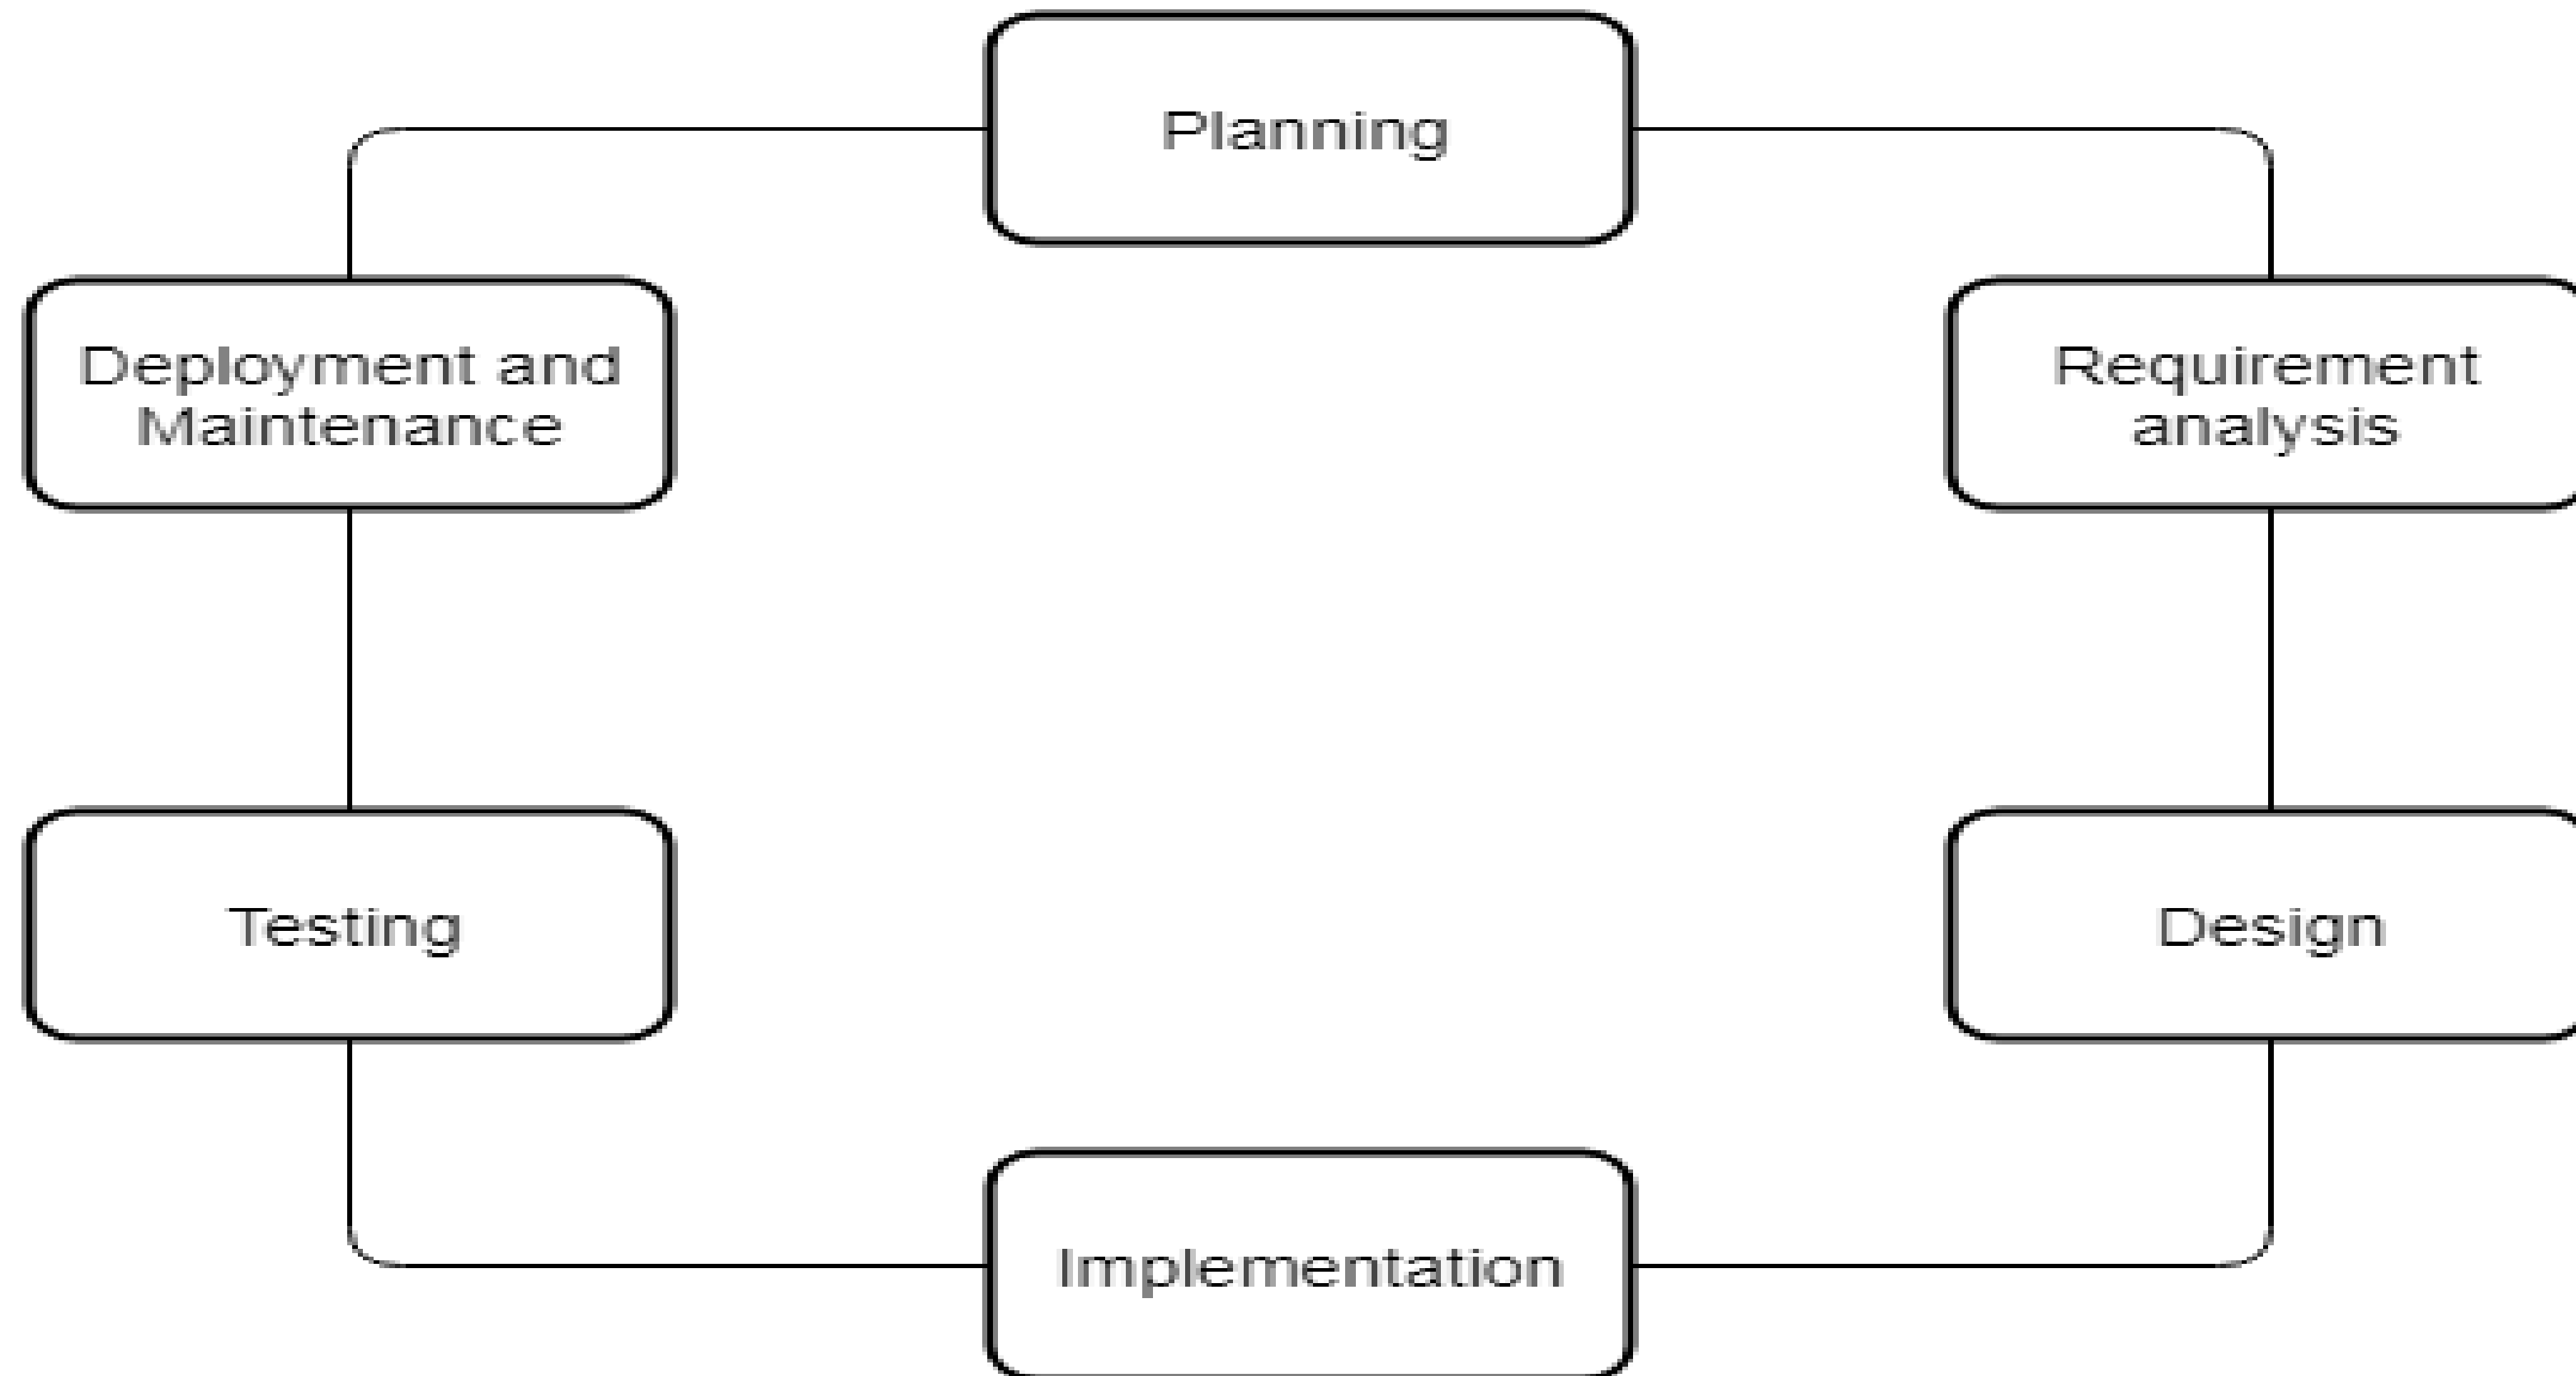 Planning
Deployment and
Maintenance
Requirement
analysis
Testing
Design
Implementation